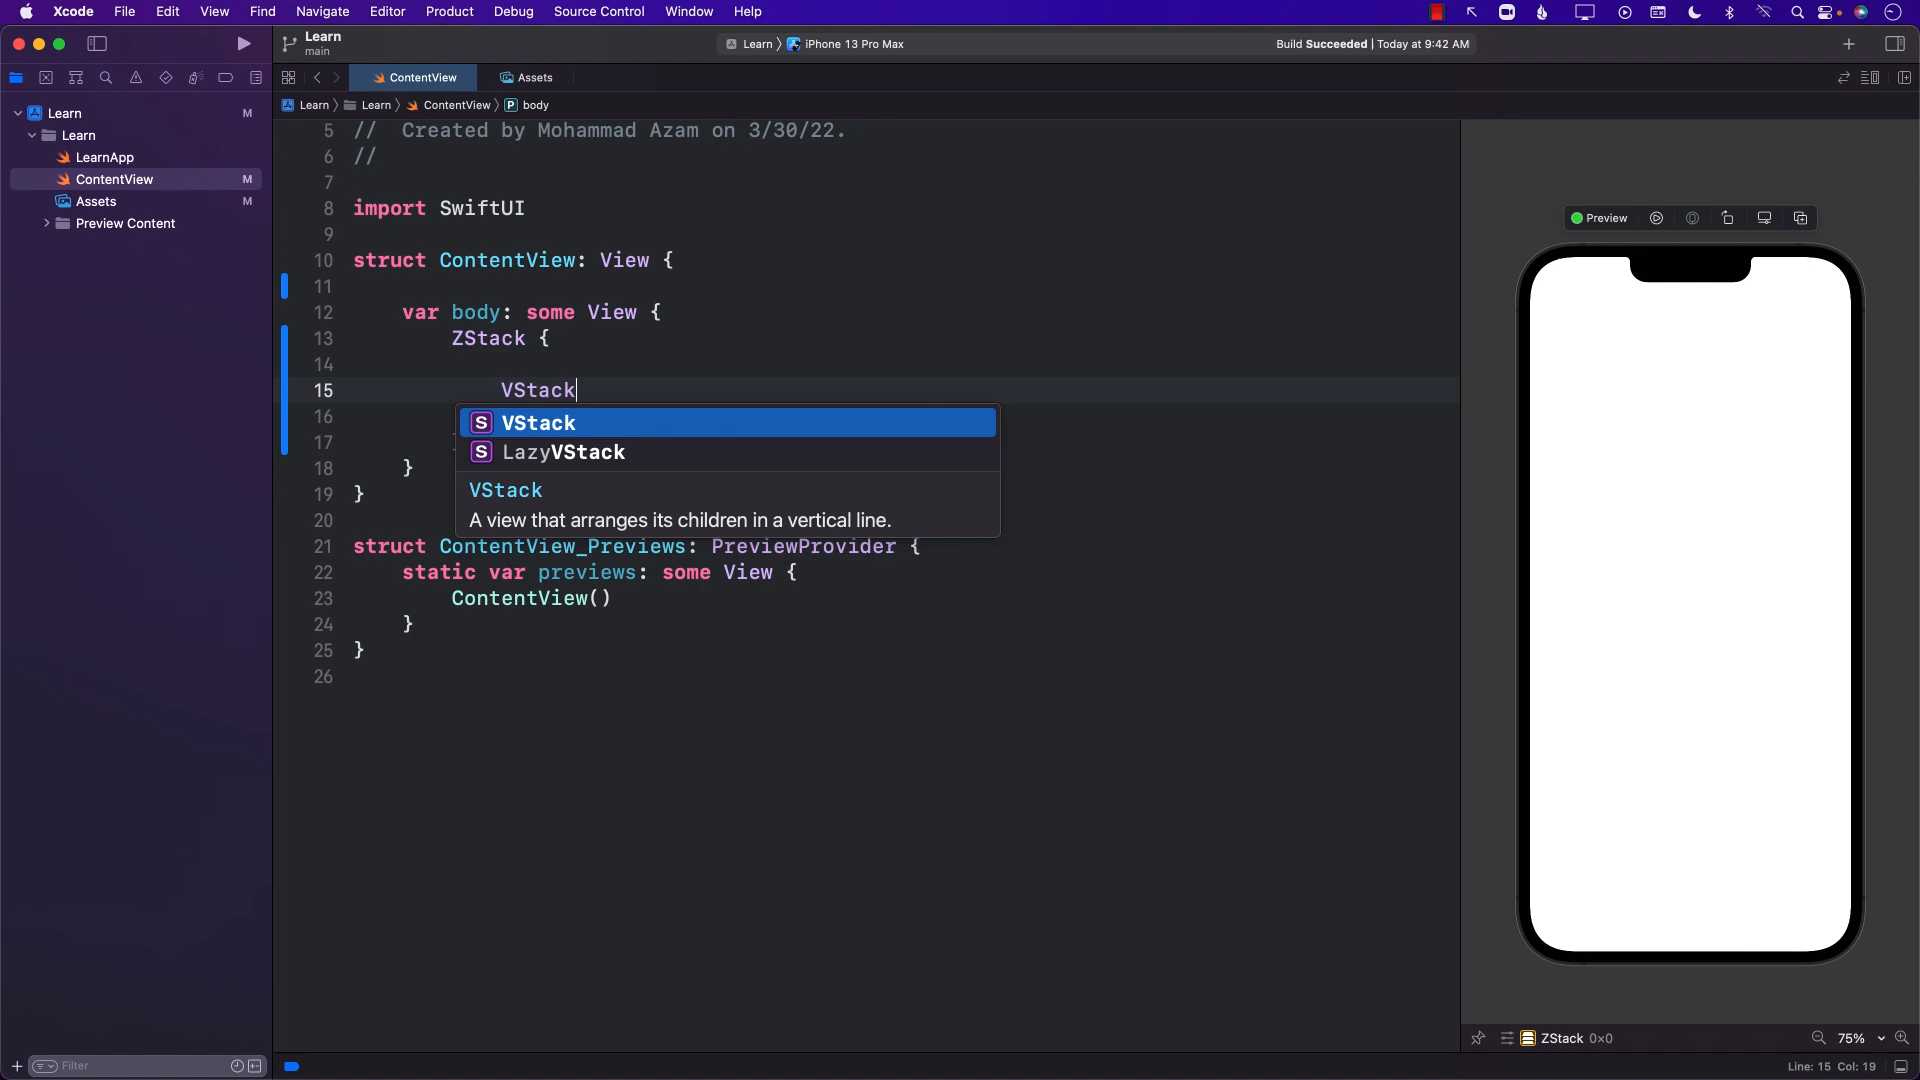 Xcode File Edit View Find Navigate Editor Product Debug Source Control Window Help
Learn
main
Learn iPhone 13 Pro Max
Build Succeeded | Today at 9:42 AM
ContentView Assets
Learn Learn ContentView P body
Learn M
Learn
LearnApp
ContentView M
Assets M
Preview Content
5 // Created by Mohammad Azam on 3/30/22.
6 //
7
8 import SwiftUI
9
10 struct ContentView: View {
11
12 var body: some View {
13 ZStack {
14
15 VStack
16
17
18 }
19 }
20
21 struct ContentView_Previews: PreviewProvider {
22 static var previews: some View {
23 ContentView()
24 }
25 }
26
S VStack
S LazyVStack
VStack
A view that arranges its children in a vertical line.
Preview
ZStack 0×0
75%
Filter
Line: 15 Col: 19